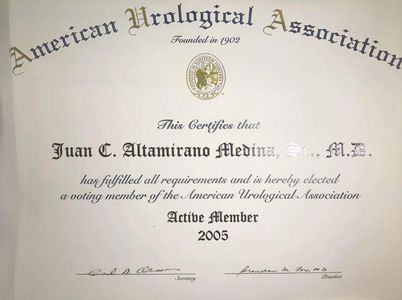 American Urological Association
Founded in 1902
This Certifies that
Juan C. Altamirano Medina, M.D.
has fulfilled all requirements and is hereby elected
a voting member of the American Urological Association
Active Member
2005
Secretary
President